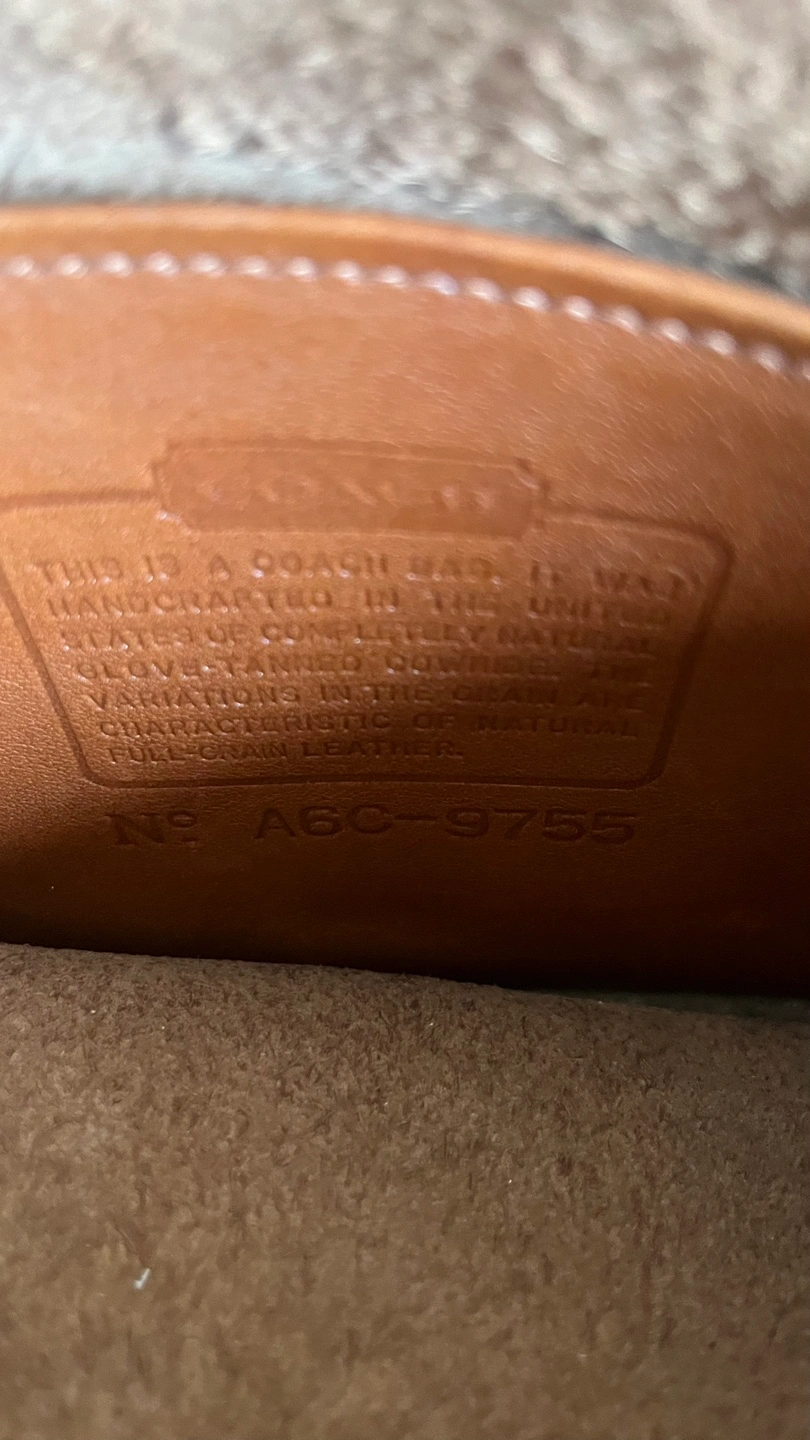 COACH
THIS IS A COACH BAG. IT WAS
HANDCRAFTED IN THE UNITED
STATES OF COMPLETELY NATURAL
GLOVE-TANNED COWHIDE. THE
VARIATIONS IN THE GRAIN ARE
CHARACTERISTIC OF NATURAL
FULL-GRAIN LEATHER.
Nº A6C-9755